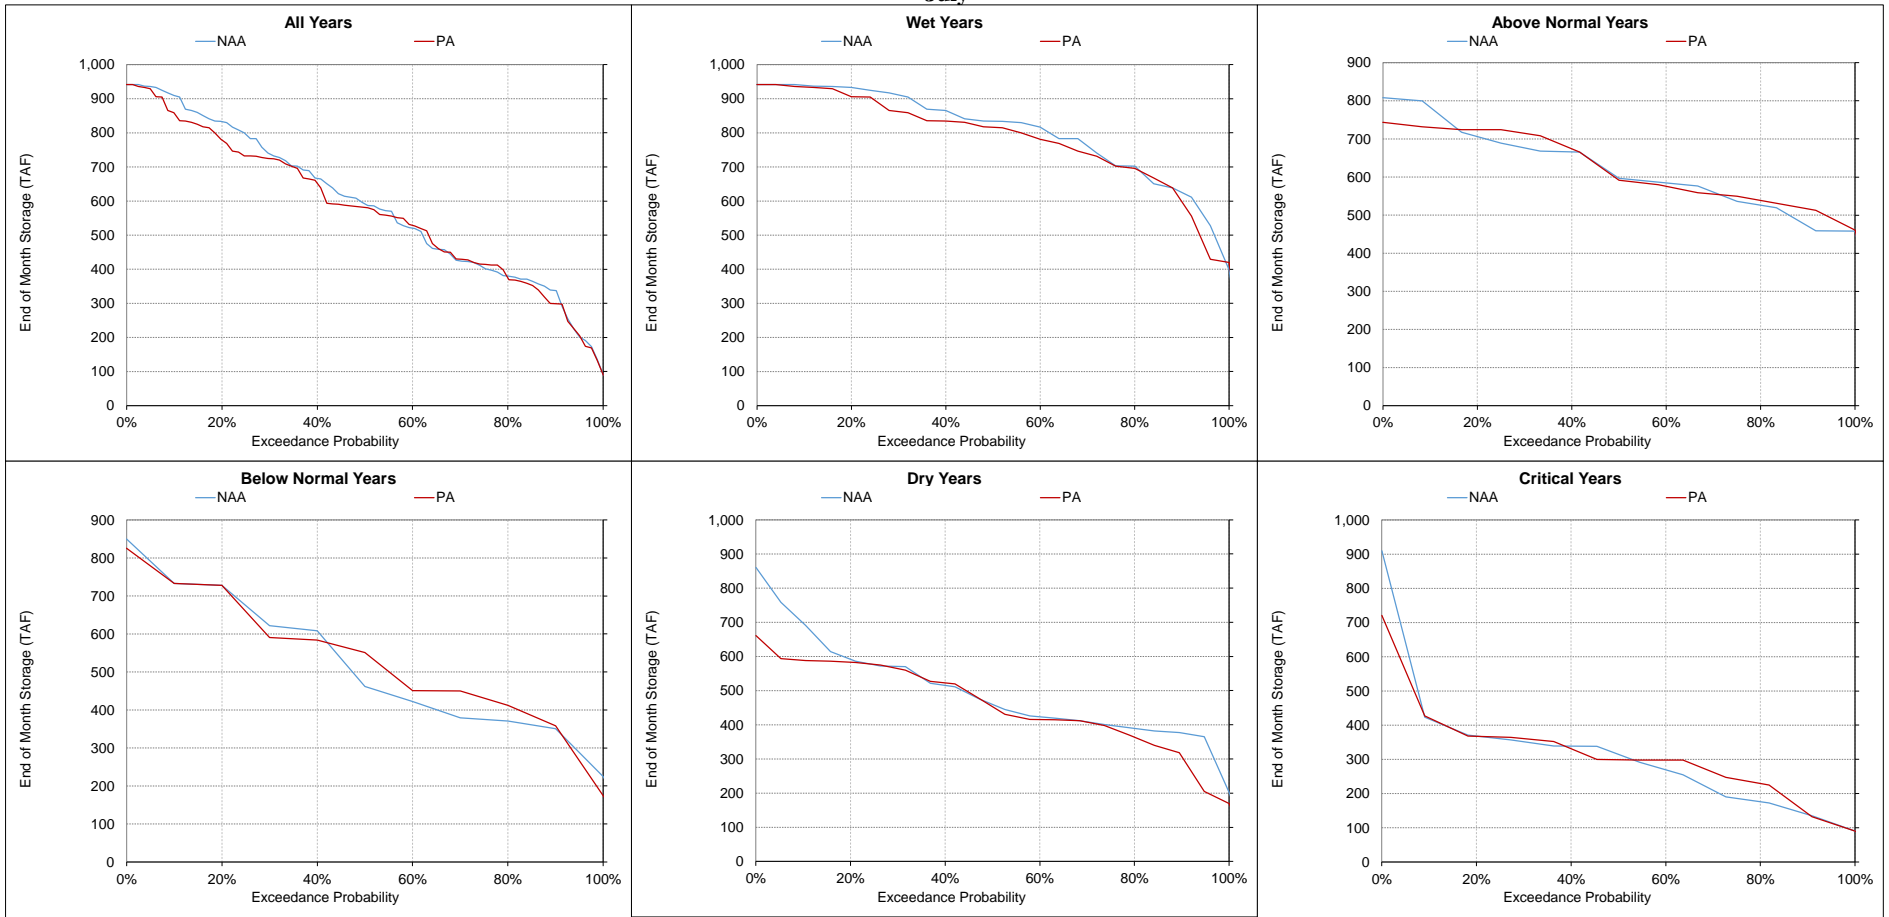 All Years
NAA PA
1,000
900
800
700
600
500
400
300
200
100
0
0% 20% 40% 60% 80% 100%
End of Month Storage (TAF)
Exceedance Probability
Wet Years
NAA PA
1,000
900
800
700
600
500
400
300
200
100
0
0% 20% 40% 60% 80% 100%
End of Month Storage (TAF)
Exceedance Probability
Above Normal Years
NAA PA
900
800
700
600
500
400
300
200
100
0
0% 20% 40% 60% 80% 100%
End of Month Storage (TAF)
Exceedance Probability
Below Normal Years
NAA PA
900
800
700
600
500
400
300
200
100
0
0% 20% 40% 60% 80% 100%
End of Month Storage (TAF)
Exceedance Probability
Dry Years
NAA PA
1,000
900
800
700
600
500
400
300
200
100
0
0% 20% 40% 60% 80% 100%
End of Month Storage (TAF)
Exceedance Probability
Critical Years
NAA PA
1,000
900
800
700
600
500
400
300
200
100
0
0% 20% 40% 60% 80% 100%
End of Month Storage (TAF)
Exceedance Probability